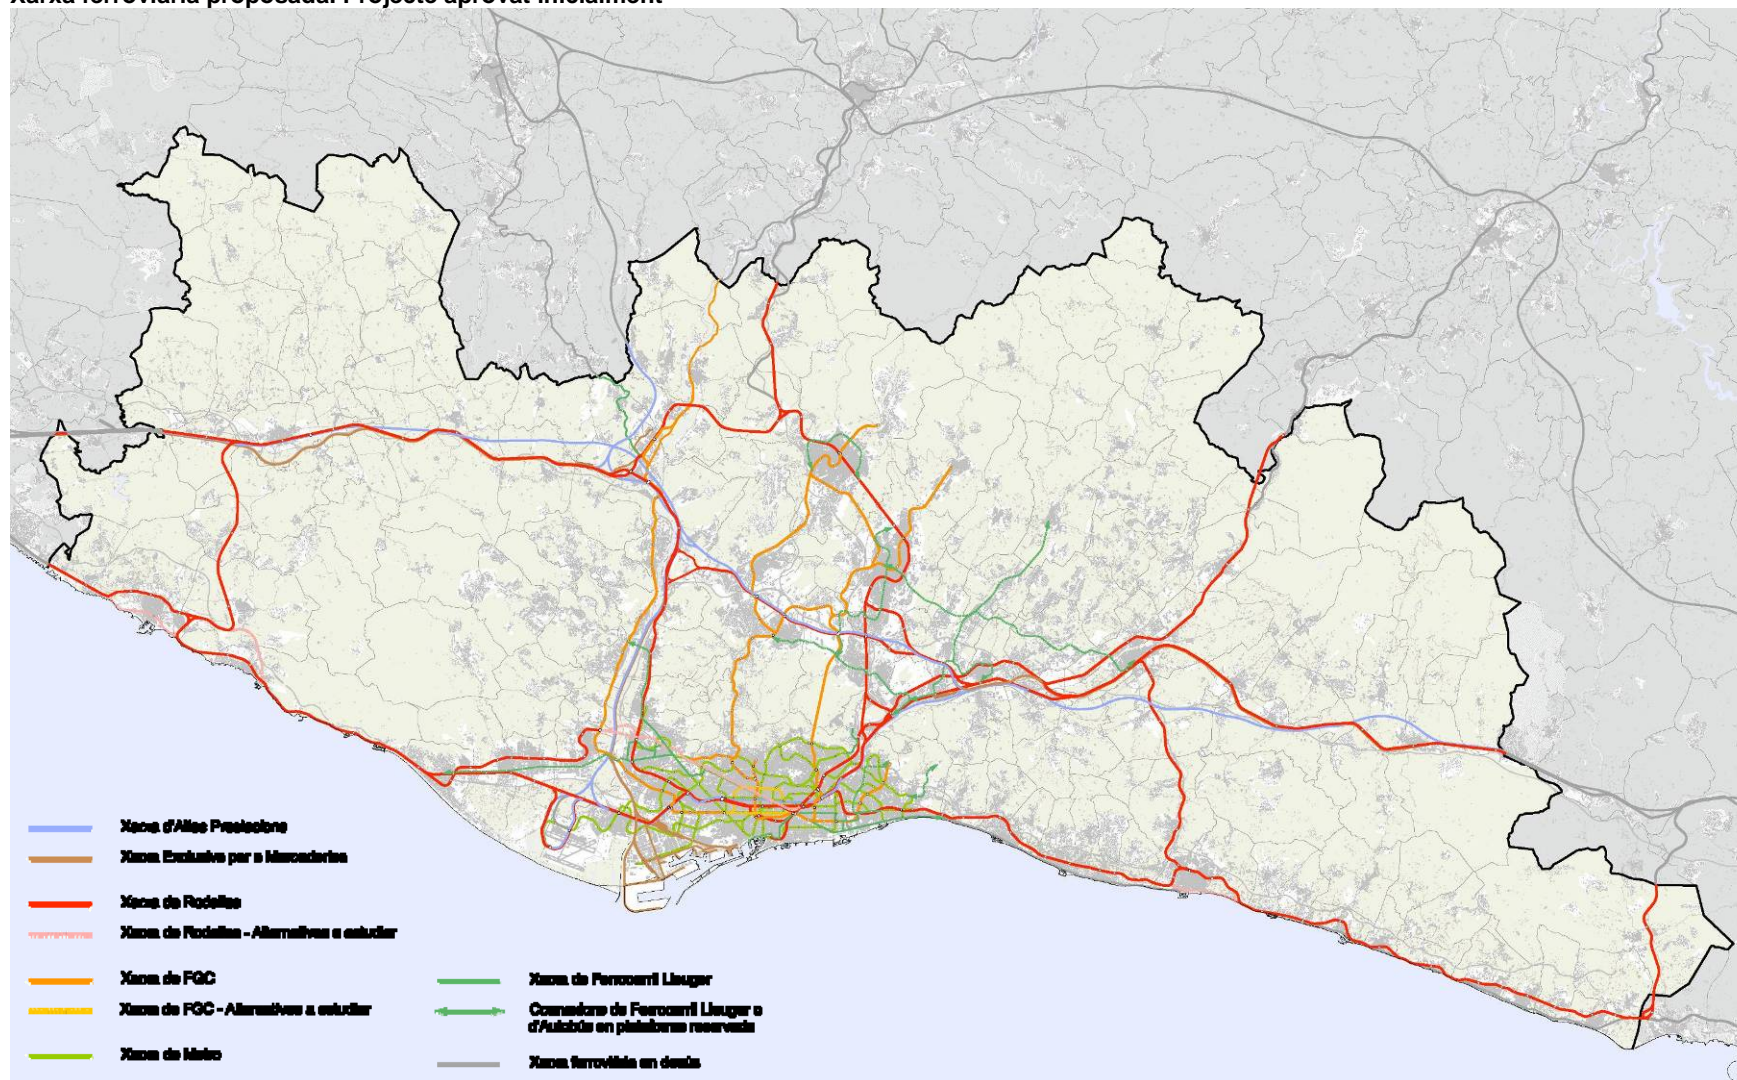 Xarxa ferroviària proposada. Projecte aprovat inicialment
Xarxa d'Altes Prestacions
Xarxa Exclusiva per a Mercaderies
Xarxa de Rodalies
Xarxa de Rodalies - Alternatives a estudiar
Xarxa de FGC
Xarxa de FGC - Alternatives a estudiar
Xarxa de Metro
Xarxa de Ferrocarril Lleuger
Connexions de Ferrocarril Lleuger o
d'Autobús en plataforma reservada
Xarxa ferroviària en desús